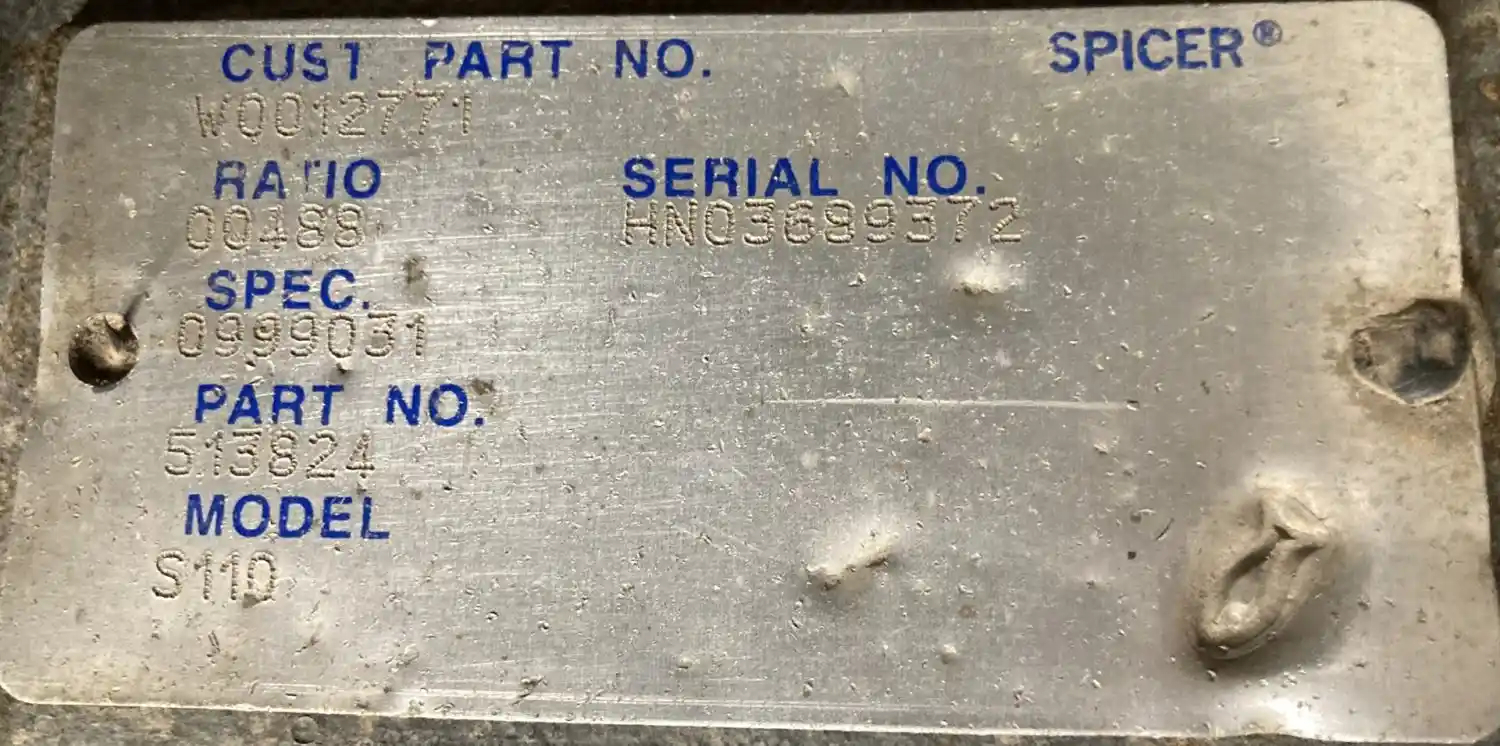 CUST PART NO. SPICER®
W0012771
RATIO SERIAL NO.
00488 HN03689372
SPEC.
0999031
PART NO.
513824
MODEL
S110